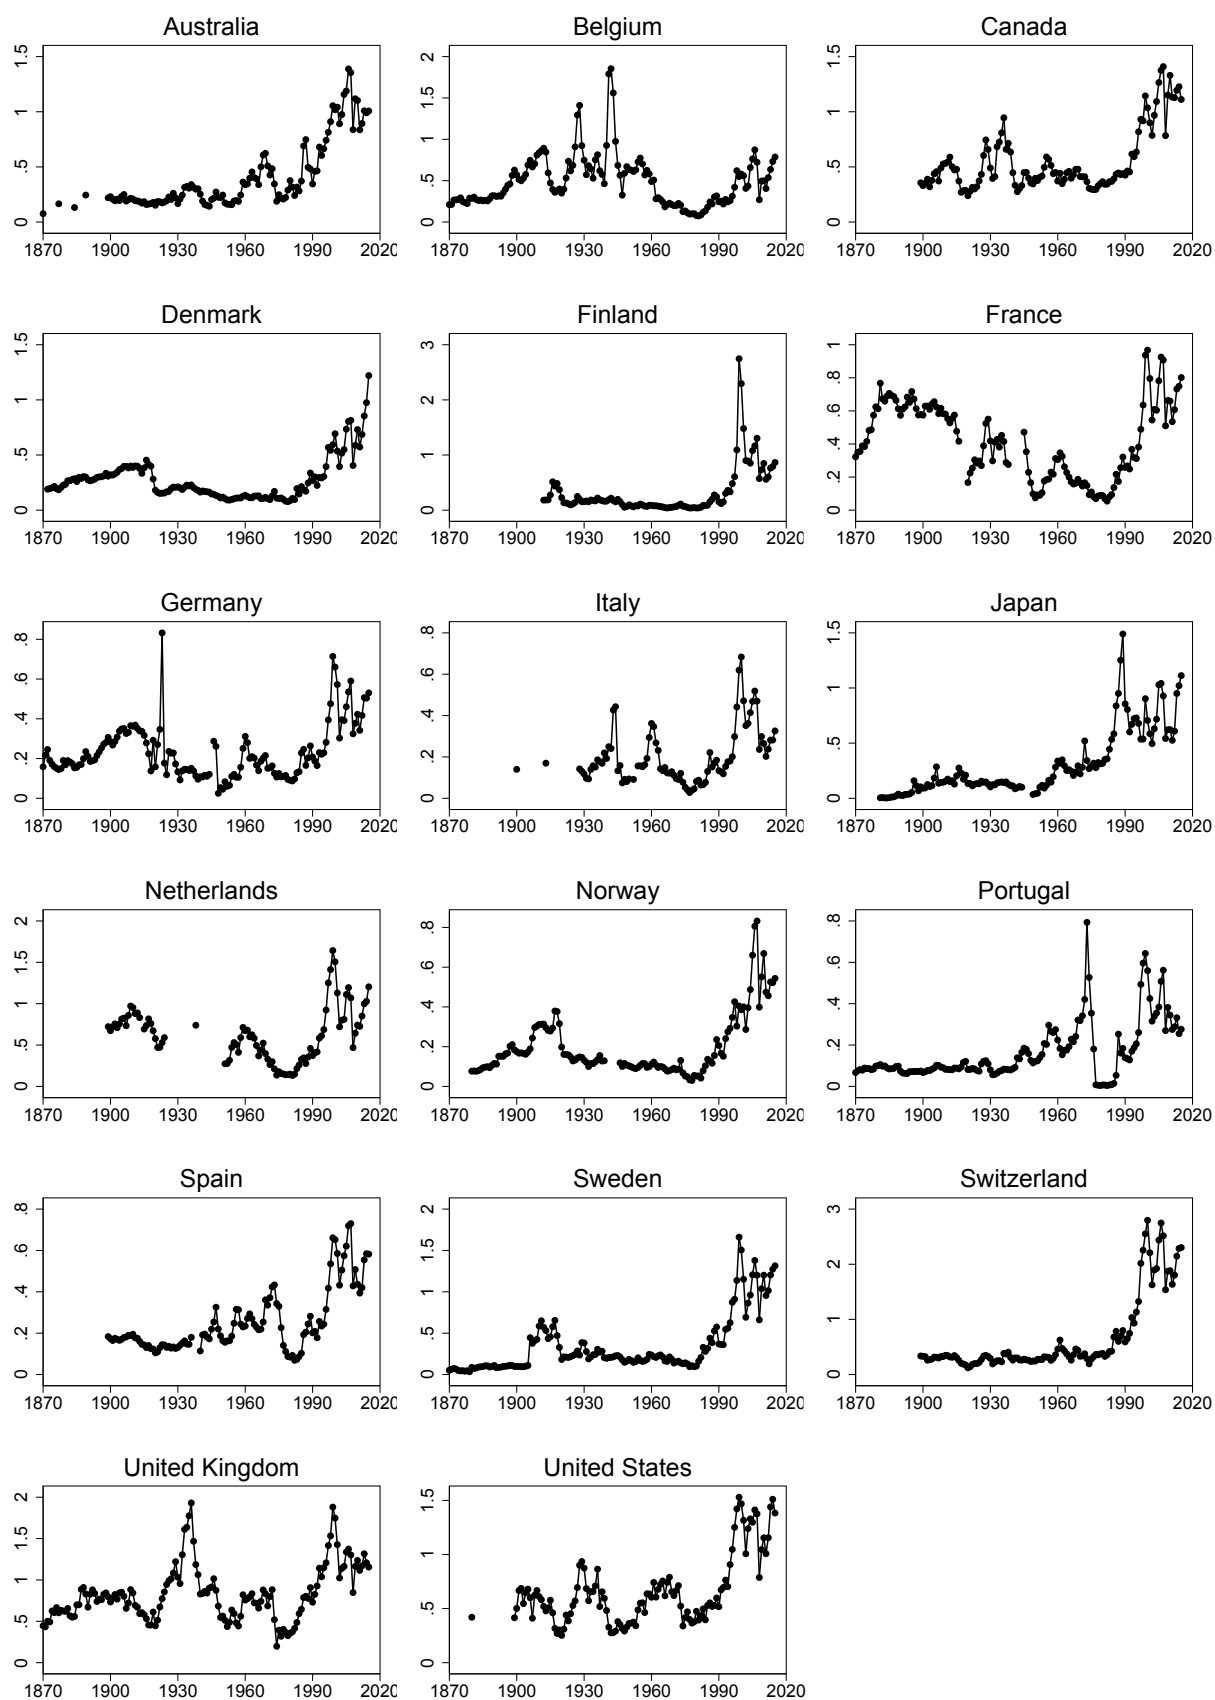 Australia
0 .5 1 1.5
1870 1900 1930 1960 1990 2020
Belgium
0 .5 1 1.5 2
1870 1900 1930 1960 1990 2020
Canada
0 .5 1 1.5
1870 1900 1930 1960 1990 2020
Denmark
0 .5 1 1.5
1870 1900 1930 1960 1990 2020
Finland
0 1 2 3
1870 1900 1930 1960 1990 2020
France
0 .2 .4 .6 .8 1
1870 1900 1930 1960 1990 2020
Germany
0 .2 .4 .6 .8
1870 1900 1930 1960 1990 2020
Italy
0 .2 .4 .6 .8
1870 1900 1930 1960 1990 2020
Japan
0 .5 1 1.5
1870 1900 1930 1960 1990 2020
Netherlands
0 .5 1 1.5 2
1870 1900 1930 1960 1990 2020
Norway
0 .2 .4 .6 .8
1870 1900 1930 1960 1990 2020
Portugal
0 .2 .4 .6 .8
1870 1900 1930 1960 1990 2020
Spain
0 .2 .4 .6 .8
1870 1900 1930 1960 1990 2020
Sweden
0 .5 1 1.5 2
1870 1900 1930 1960 1990 2020
Switzerland
0 1 2 3
1870 1900 1930 1960 1990 2020
United Kingdom
0 .5 1 1.5 2
1870 1900 1930 1960 1990 2020
United States
0 .5 1 1.5
1870 1900 1930 1960 1990 2020